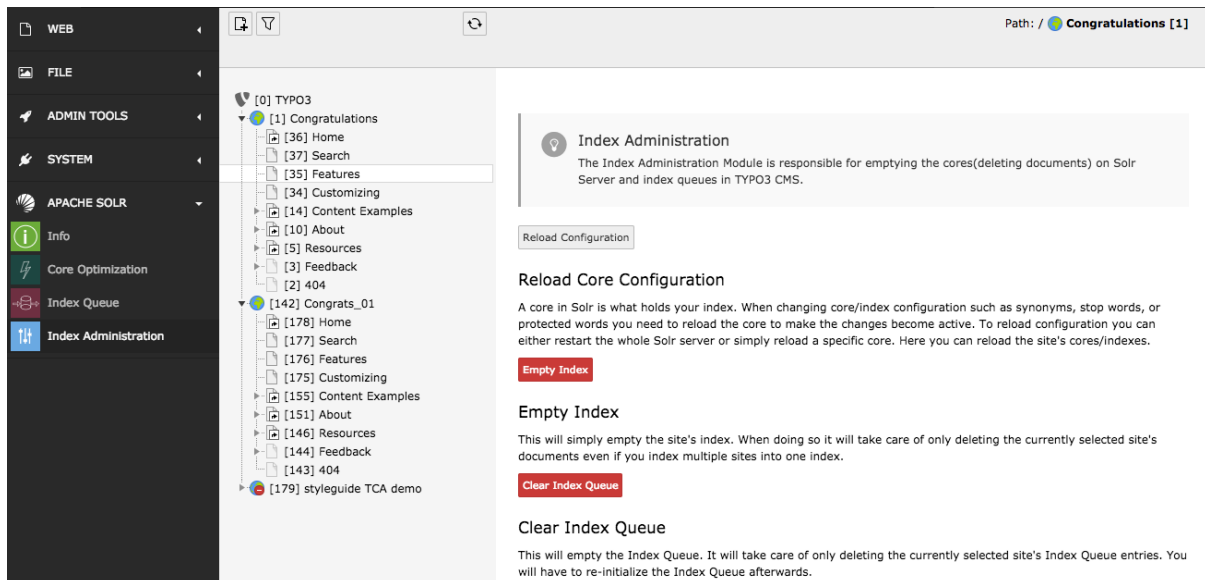 WEB
FILE
ADMIN TOOLS
SYSTEM
APACHE SOLR
Info
Core Optimization
Index Queue
Index Administration
[0] TYPO3
[1] Congratulations
[36] Home
[37] Search
[35] Features
[34] Customizing
[14] Content Examples
[10] About
[5] Resources
[3] Feedback
[2] 404
[142] Congrats_01
[178] Home
[177] Search
[176] Features
[175] Customizing
[155] Content Examples
[151] About
[146] Resources
[144] Feedback
[143] 404
[179] styleguide TCA demo
Path: / Congratulations [1]
Index Administration
The Index Administration Module is responsible for emptying the cores(deleting documents) on Solr
Server and index queues in TYPO3 CMS.
Reload Configuration
Reload Core Configuration
A core in Solr is what holds your index. When changing core/index configuration such as synonyms, stop words, or
protected words you need to reload the core to make the changes become active. To reload configuration you can
either restart the whole Solr server or simply reload a specific core. Here you can reload the site's cores/indexes.
Empty Index
Empty Index
This will simply empty the site's index. When doing so it will take care of only deleting the currently selected site's
documents even if you index multiple sites into one index.
Clear Index Queue
Clear Index Queue
This will empty the Index Queue. It will take care of only deleting the currently selected site's Index Queue entries. You
will have to re-initialize the Index Queue afterwards.